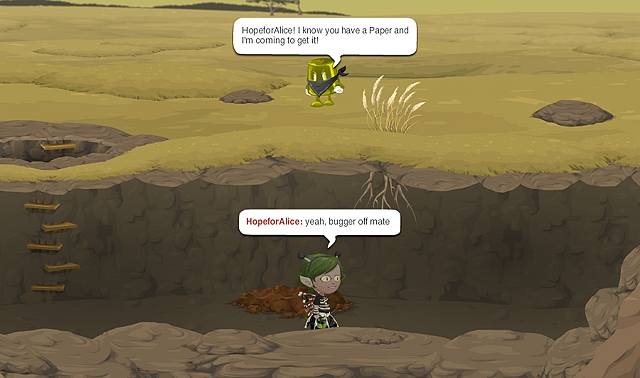 HopeforAlice! I know you have a Paper and
I'm coming to get it!
HopeforAlice: yeah, bugger off mate